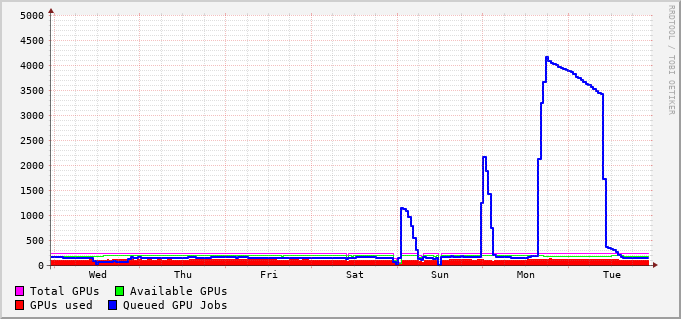 5000
4500
4000
3500
3000
2500
2000
1500
1000
500
0
Wed Thu Fri Sat Sun Mon Tue
Total GPUs Available GPUs
GPUs used Queued GPU Jobs
RRDTOOL / TOBI OETIKER